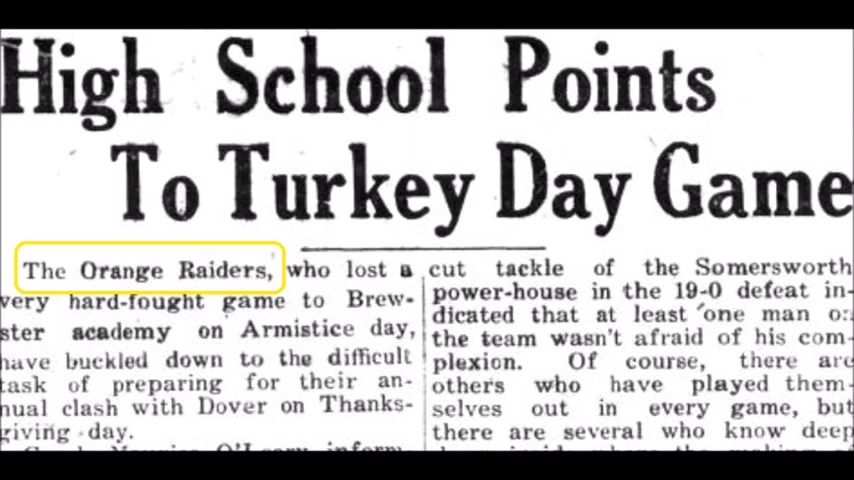 High School Points
To Turkey Day Game
The Orange Raiders, who lost a
very hard-fought game to Brew-
ster academy on Armistice day,
have buckled down to the difficult
task of preparing for their an-
nual clash with Dover on Thanks-
giving day.
cut tackle of the Somersworth
power-house in the 19-0 defeat in-
dicated that at least one man on
the team wasn't afraid of his com-
plexion. Of course, there are
others who have played them-
selves out in every game, but
there are several who know deep